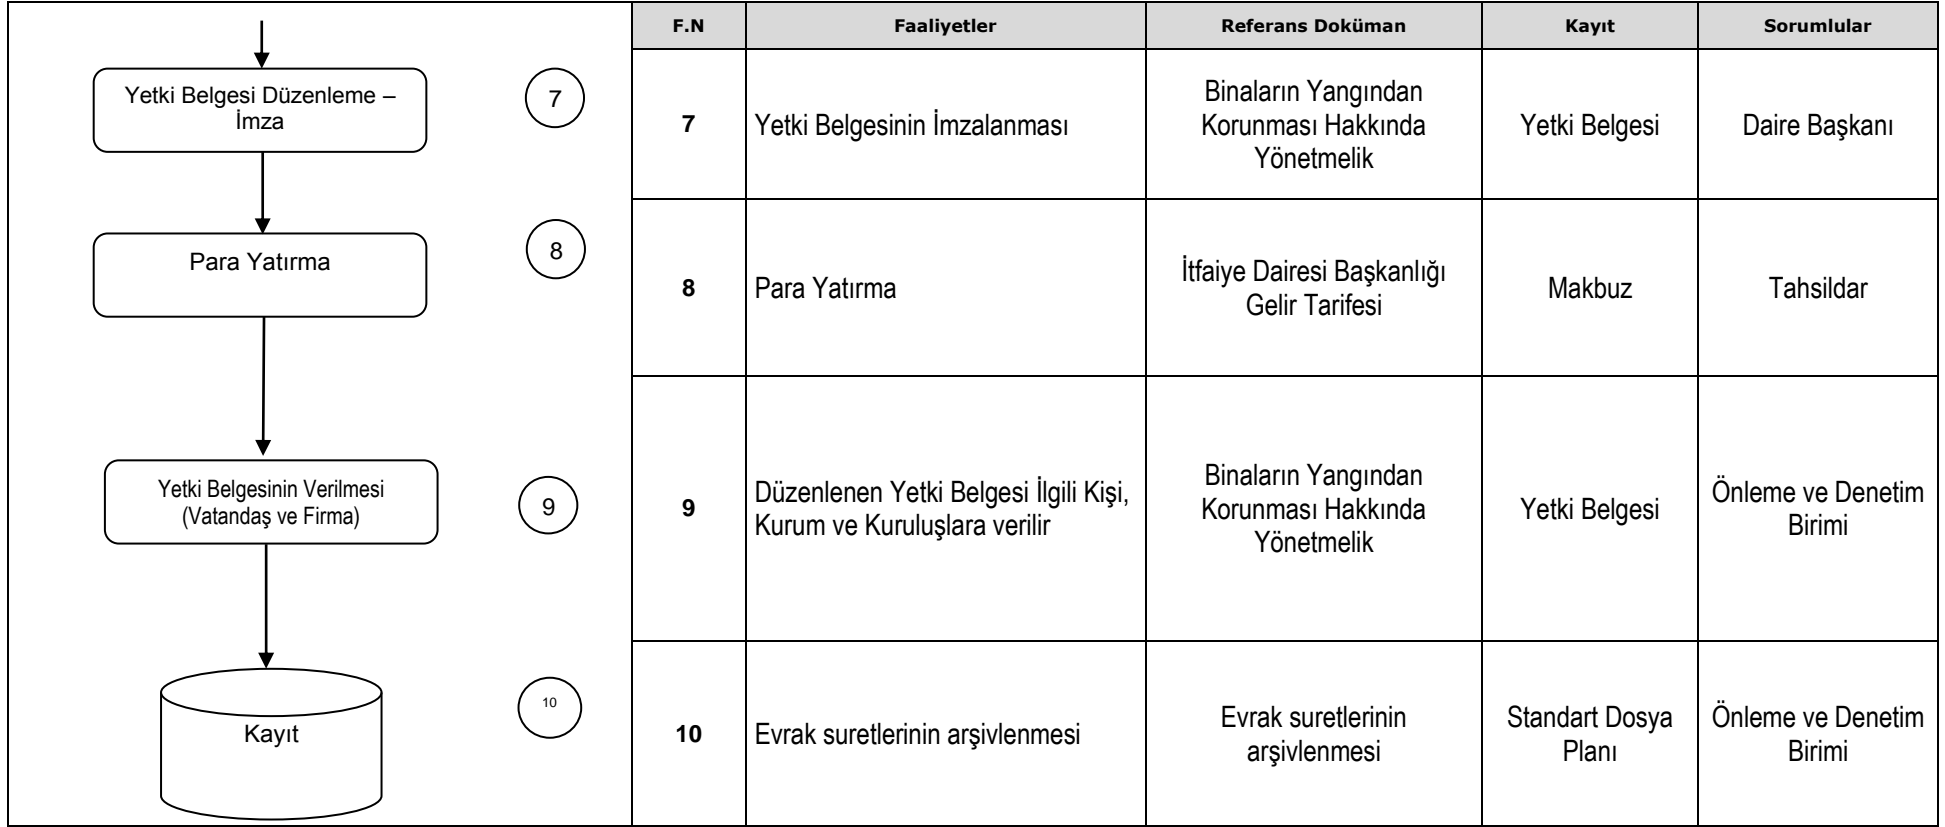 Yetki Belgesi Düzenleme –
İmza
7
Para Yatırma
8
Yetki Belgesinin Verilmesi
(Vatandaş ve Firma)
9
Kayıt
10
F.N
Faaliyetler
Referans Doküman
Kayıt
Sorumlular
7
Yetki Belgesinin İmzalanması
Binaların Yangından
Korunması Hakkında
Yönetmelik
Yetki Belgesi
Daire Başkanı
8
Para Yatırma
İtfaiye Dairesi Başkanlığı
Gelir Tarifesi
Makbuz
Tahsildar
9
Düzenlenen Yetki Belgesi İlgili Kişi,
Kurum ve Kuruluşlara verilir
Binaların Yangından
Korunması Hakkında
Yönetmelik
Yetki Belgesi
Önleme ve Denetim
Birimi
10
Evrak suretlerinin arşivlenmesi
Evrak suretlerinin
arşivlenmesi
Standart Dosya
Planı
Önleme ve Denetim
Birimi